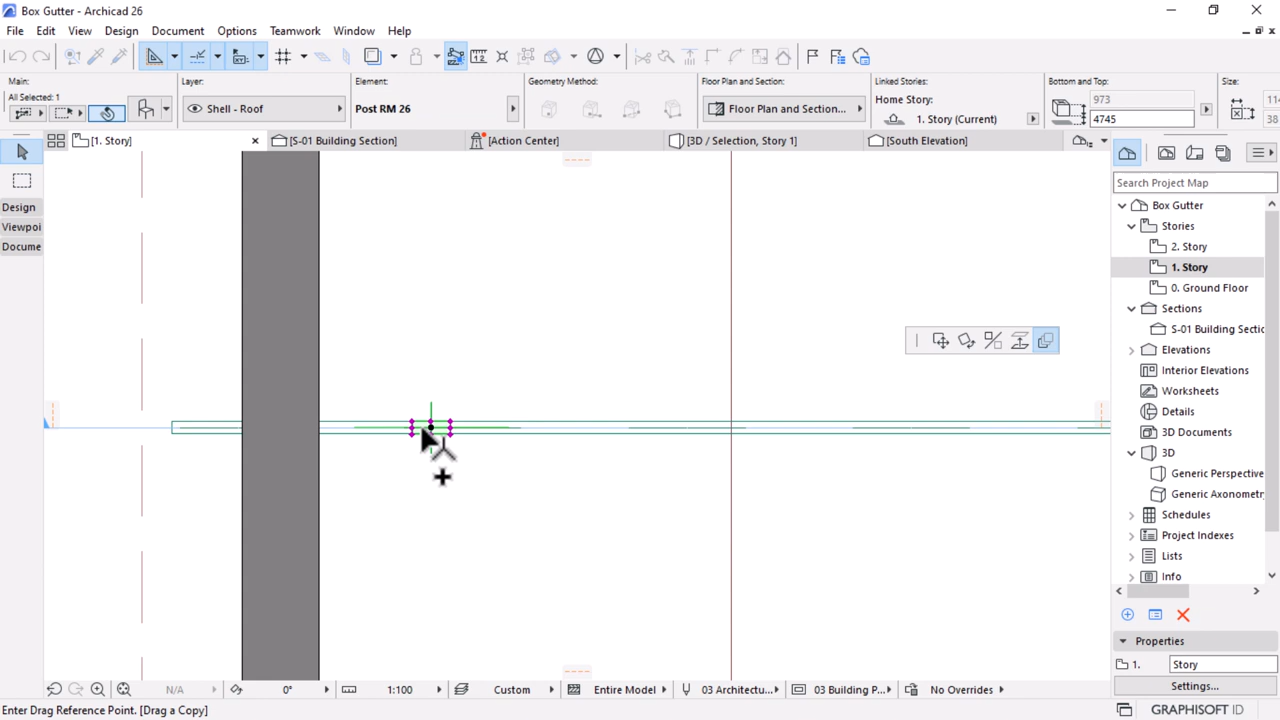 Box Gutter - Archicad 26
File Edit View Design Document Options Teamwork Window Help
Main: Layer: Element: Geometry Method: Floor Plan and Section: Linked Stories: Bottom and Top: Size:
All Selected: 1
Shell - Roof
Post RM 26
Floor Plan and Section...
Home Story:
1. Story (Current)
973
4745
[1. Story]
[S-01 Building Section]
[Action Center]
[3D / Selection, Story 1]
[South Elevation]
Design
Viewpoi
Docume
Search Project Map
Box Gutter
Stories
2. Story
1. Story
0. Ground Floor
Sections
S-01 Building Sectio
Elevations
Interior Elevations
Worksheets
Details
3D Documents
3D
Generic Perspective
Generic Axonometr
Schedules
Project Indexes
Lists
Info
Properties
1. Story
Settings...
N/A 0° 1:100 Custom Entire Model 03 Architectu... 03 Building P... No Overrides
Enter Drag Reference Point. [Drag a Copy]
GRAPHISOFT ID